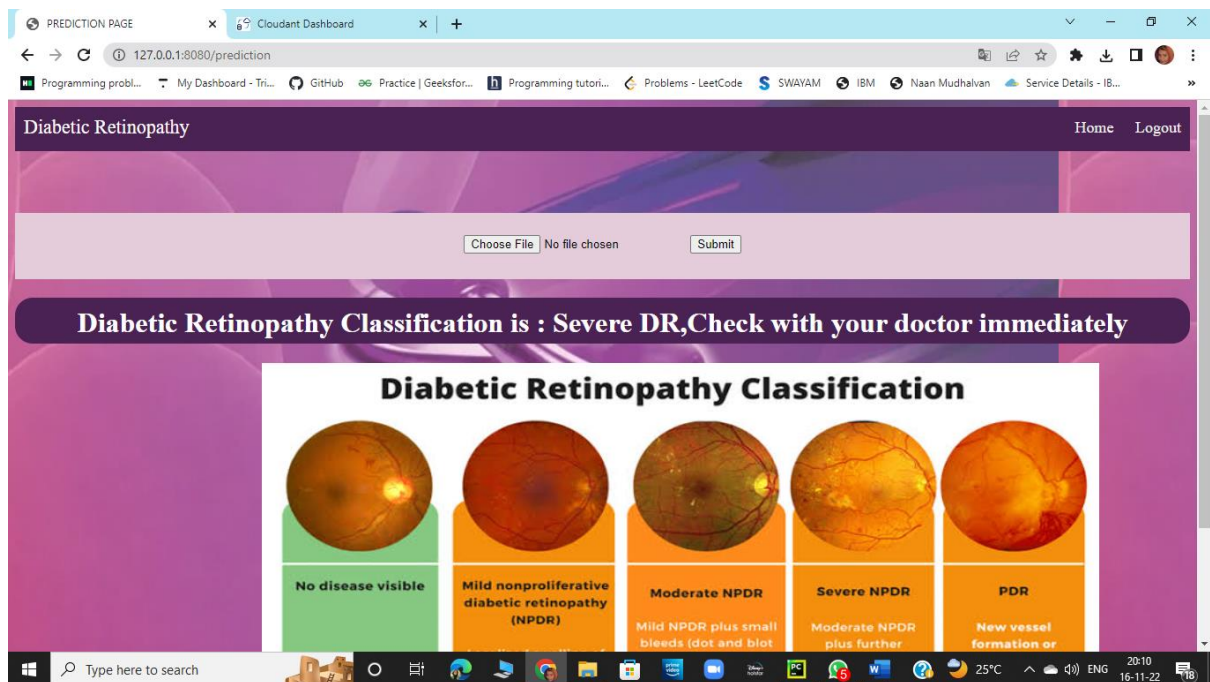 PREDICTION PAGE
Cloudant Dashboard
127.0.0.1:8080/prediction
Programming probl...
My Dashboard - Tri...
GitHub
Practice | Geeksfor...
Programming tutori...
Problems - LeetCode
SWAYAM
IBM
Naan Mudhalvan
Service Details - IB...
Diabetic Retinopathy
Home
Logout
Choose File
No file chosen
Submit
Diabetic Retinopathy Classification is : Severe DR,Check with your doctor immediately
Diabetic Retinopathy Classification
No disease visible
Mild nonproliferative
diabetic retinopathy
(NPDR)
Moderate NPDR
Mild NPDR plus small
bleeds (dot and blot
Severe NPDR
Moderate NPDR
plus further
PDR
New vessel
formation or
Type here to search
25°C
ENG
20:10
16-11-22